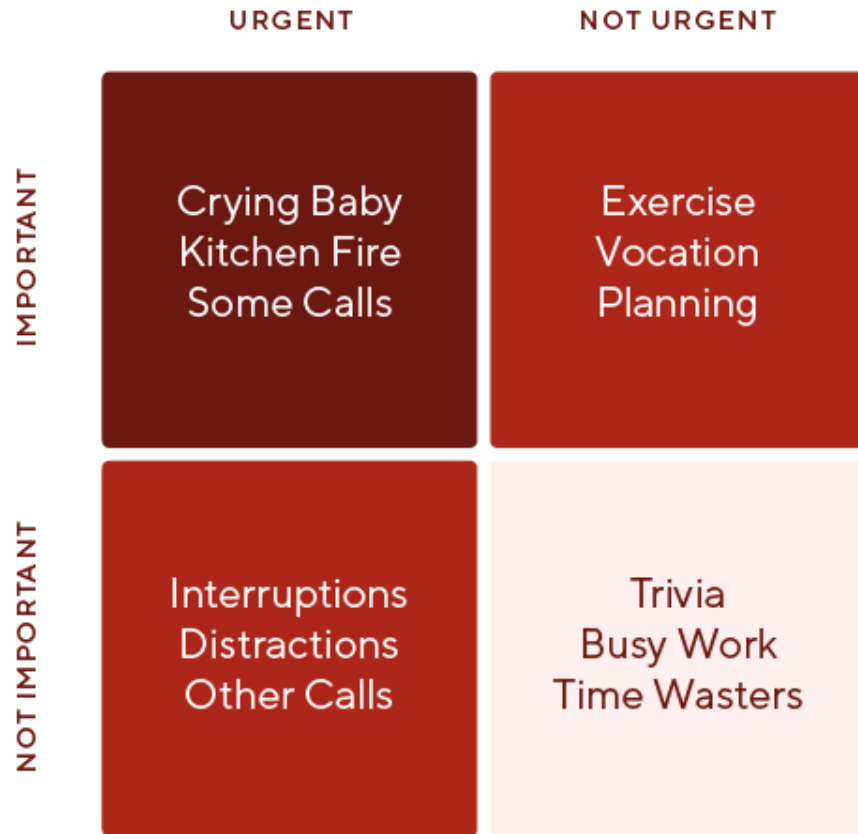 URGENT
NOT URGENT
IMPORTANT
Crying Baby
Kitchen Fire
Some Calls
Exercise
Vocation
Planning
NOT IMPORTANT
Interruptions
Distractions
Other Calls
Trivia
Busy Work
Time Wasters